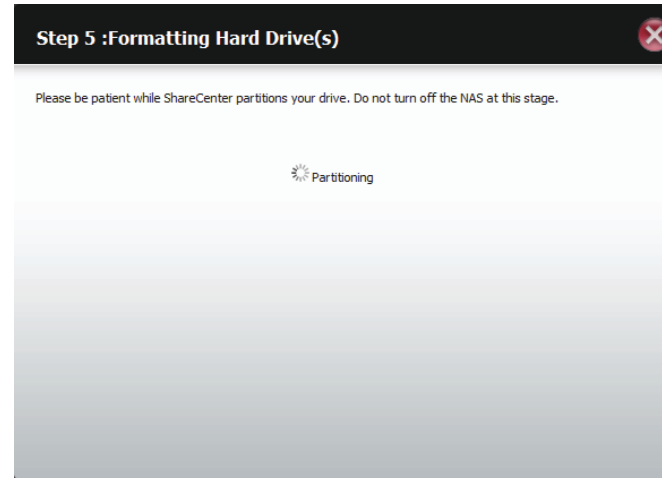 Step 5 :Formatting Hard Drive(s)
Please be patient while ShareCenter partitions your drive. Do not turn off the NAS at this stage.
Partitioning